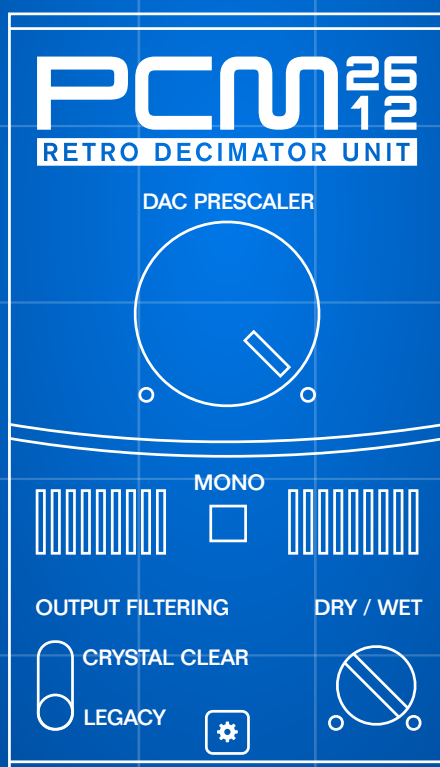 PCM 26
12
RETRO DECIMATOR UNIT
DAC PRESCALER
MONO
OUTPUT FILTERING
DRY / WET
CRYSTAL CLEAR
LEGACY